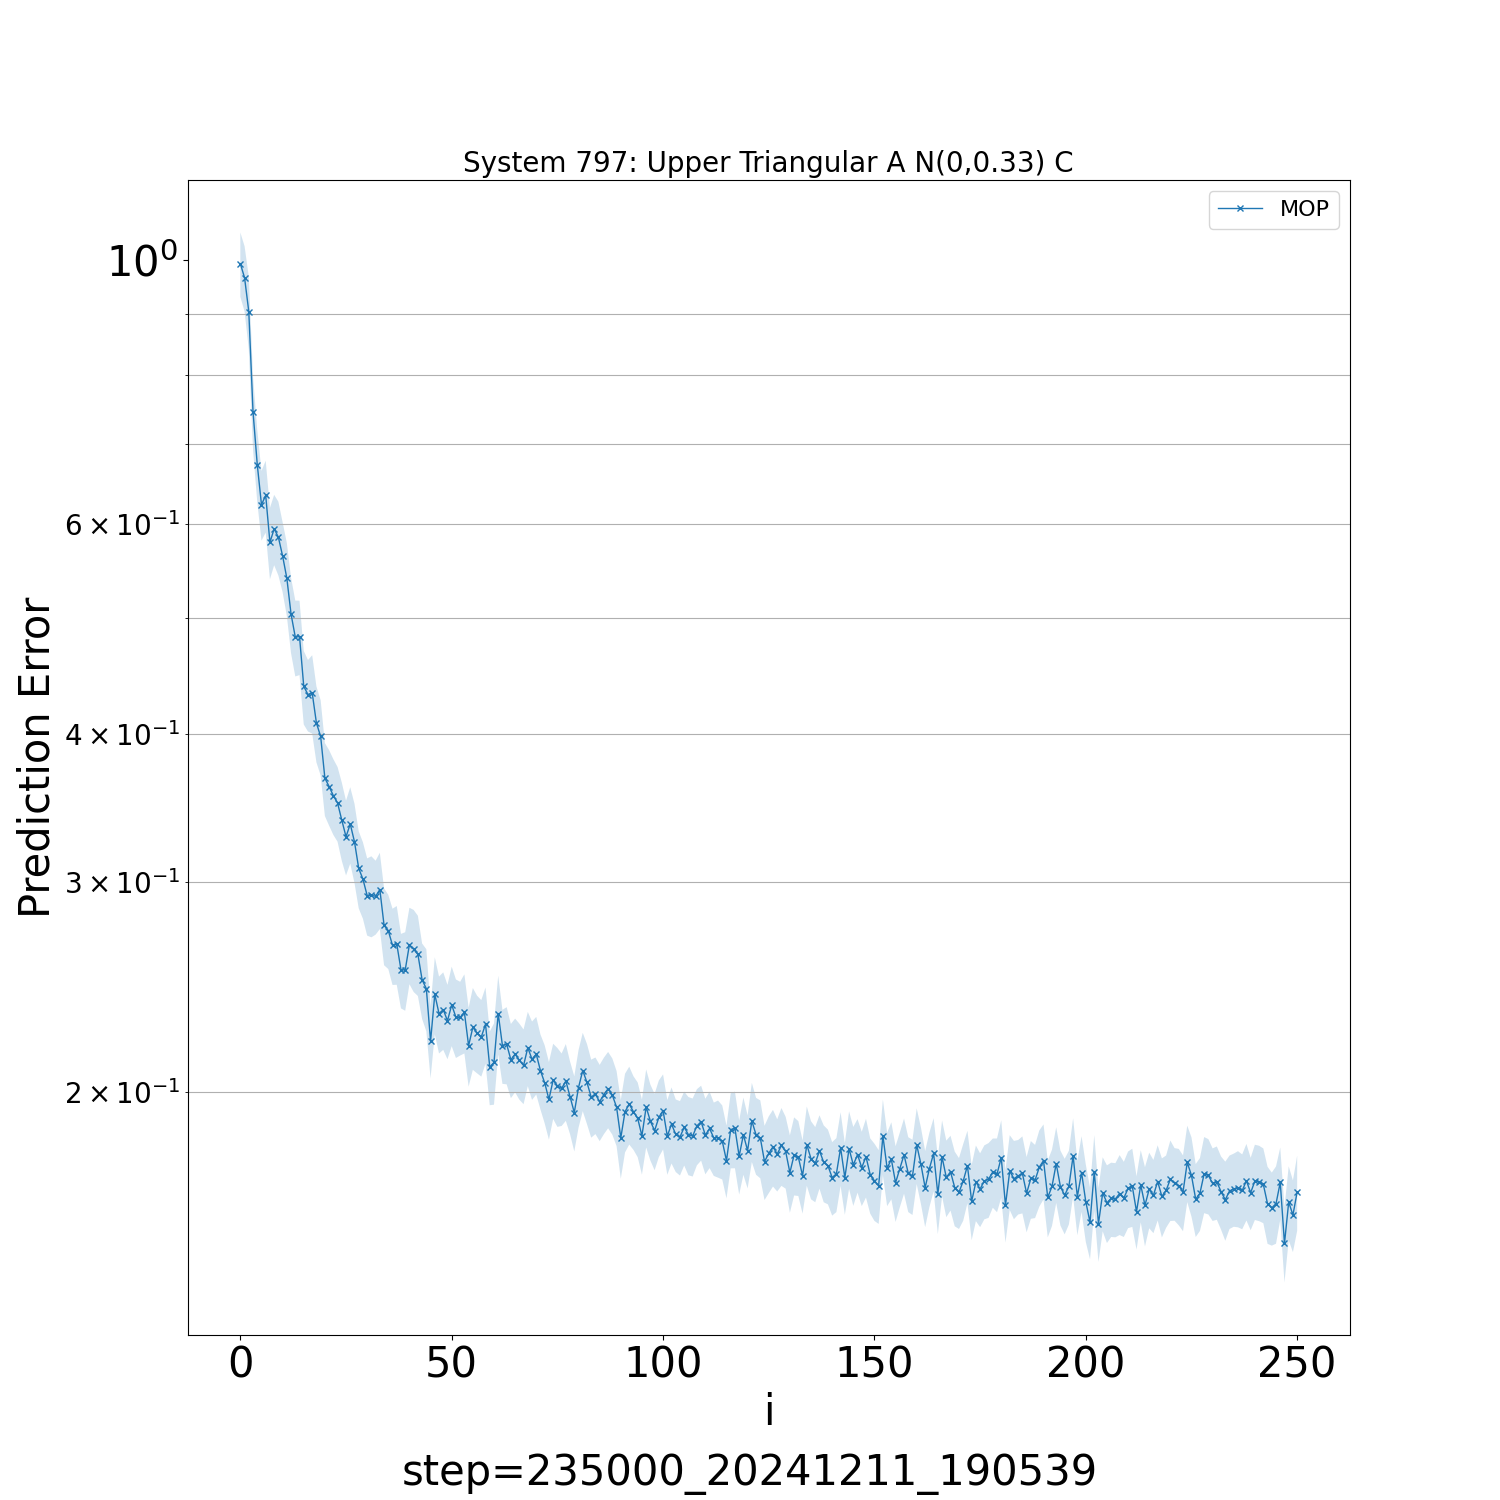 System 797: Upper Triangular A N(0,0.33) C
MOP
10⁰
6 × 10⁻¹
4 × 10⁻¹
3 × 10⁻¹
2 × 10⁻¹
Prediction Error
0 50 100 150 200 250
i
step=235000_20241211_190539